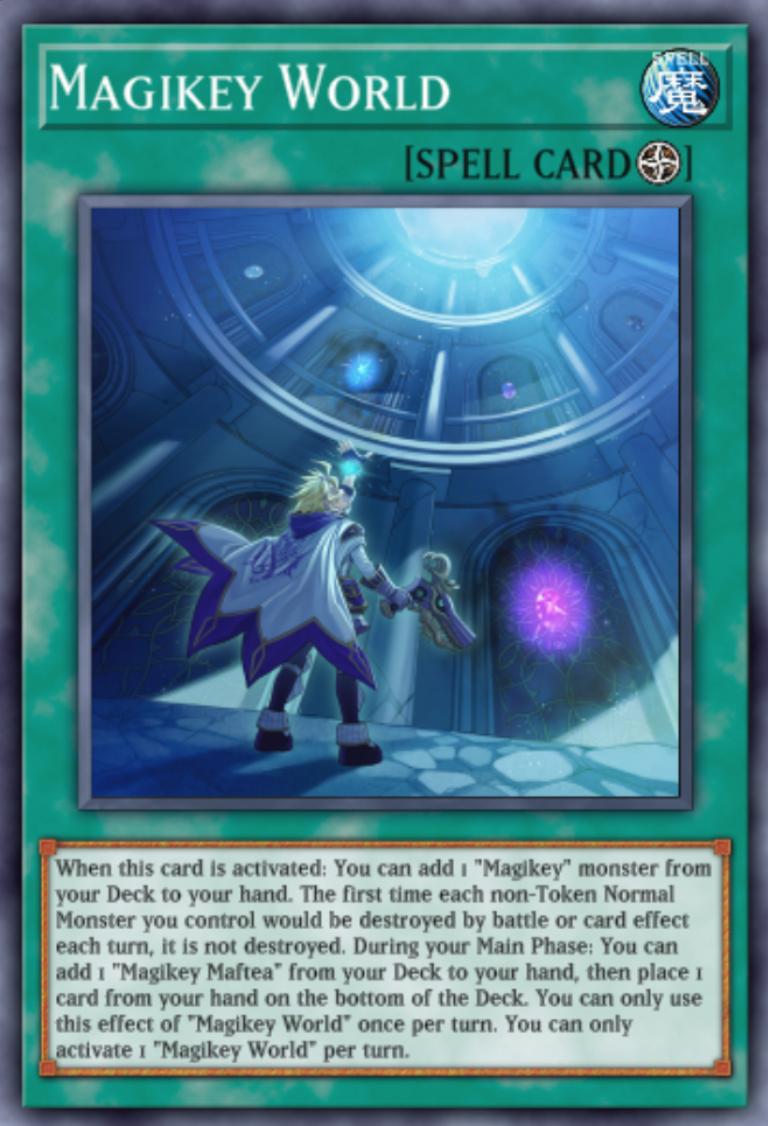 Magikey World
SPELL
魔
[SPELL CARD]
When this card is activated: You can add 1 "Magikey" monster from
your Deck to your hand. The first time each non-Token Normal
Monster you control would be destroyed by battle or card effect
each turn, it is not destroyed. During your Main Phase: You can
add 1 "Magikey Maftea" from your Deck to your hand, then place 1
card from your hand on the bottom of the Deck. You can only use
this effect of "Magikey World" once per turn. You can only
activate 1 "Magikey World" per turn.